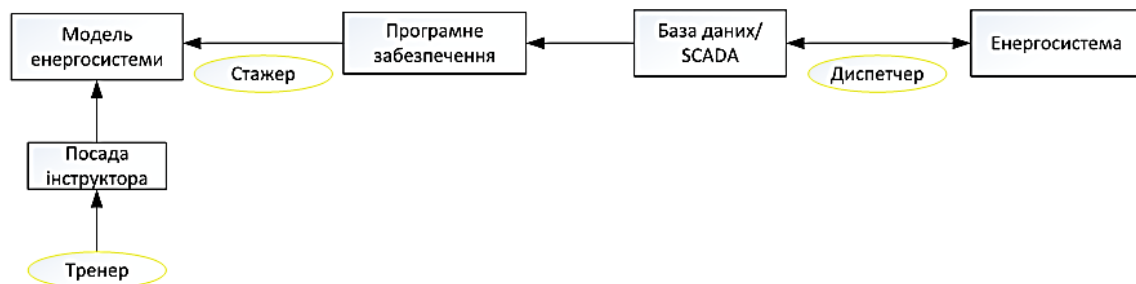 Модель
енергосистеми
Стажер
Програмне
забезпечення
База даних/
SCADA
Диспетчер
Енергосистема
Посада
інструктора
Тренер